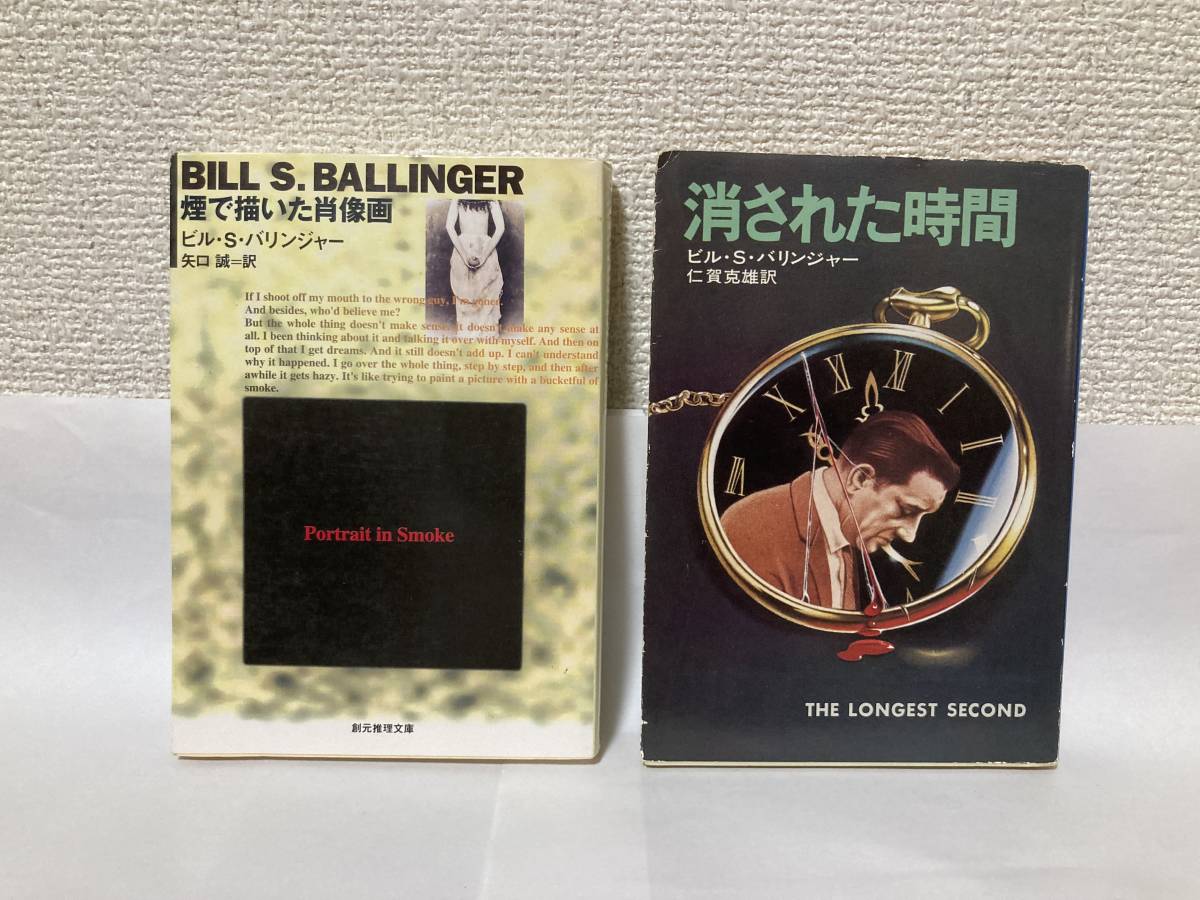 BILL S. BALLINGER
煙で描いた肖像画
ビル・S・バリンジャー
矢口 誠=訳
If I shoot off my mouth to the wrong guy, I'm goned.
And besides, who'd believe me?
But the whole thing doesn't make sense. It doesn't make any sense at
all. I been thinking about it and talking it over with myself. And then on
top of that I get dreams. And it still doesn't add up. I can't understand
why it happened. I go over the whole thing, step by step, and then after
awhile it gets hazy. It's like trying to paint a picture with a bucketful of
smoke.
Portrait in Smoke
創元推理文庫
消された時間
ビル・S・バリンジャー
仁賀克雄訳
X XI XII I II III
VIII
THE LONGEST SECOND